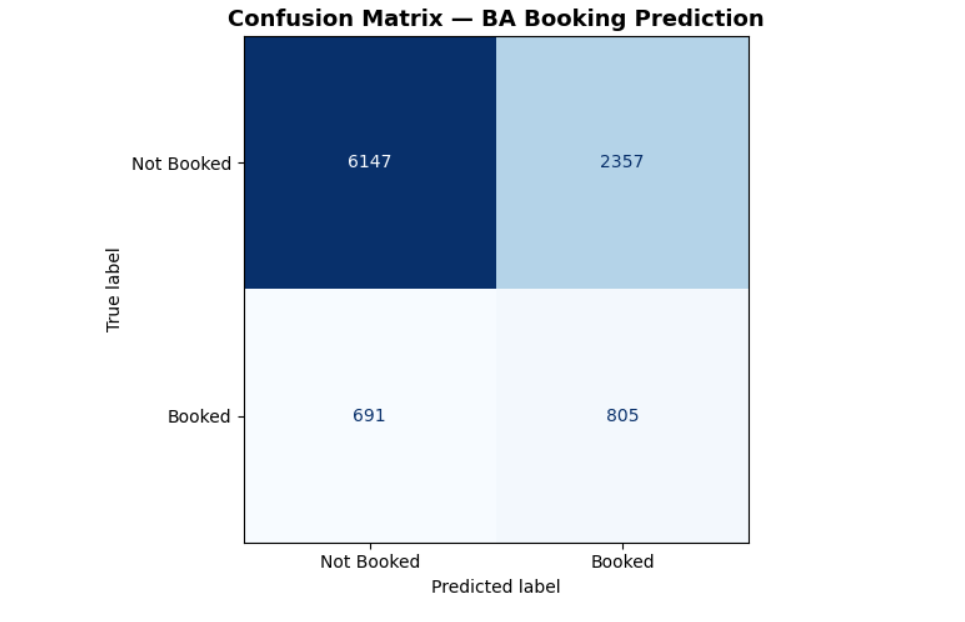 Confusion Matrix — BA Booking Prediction
Not Booked
6147
2357
True label
Booked
691
805
Not Booked
Booked
Predicted label